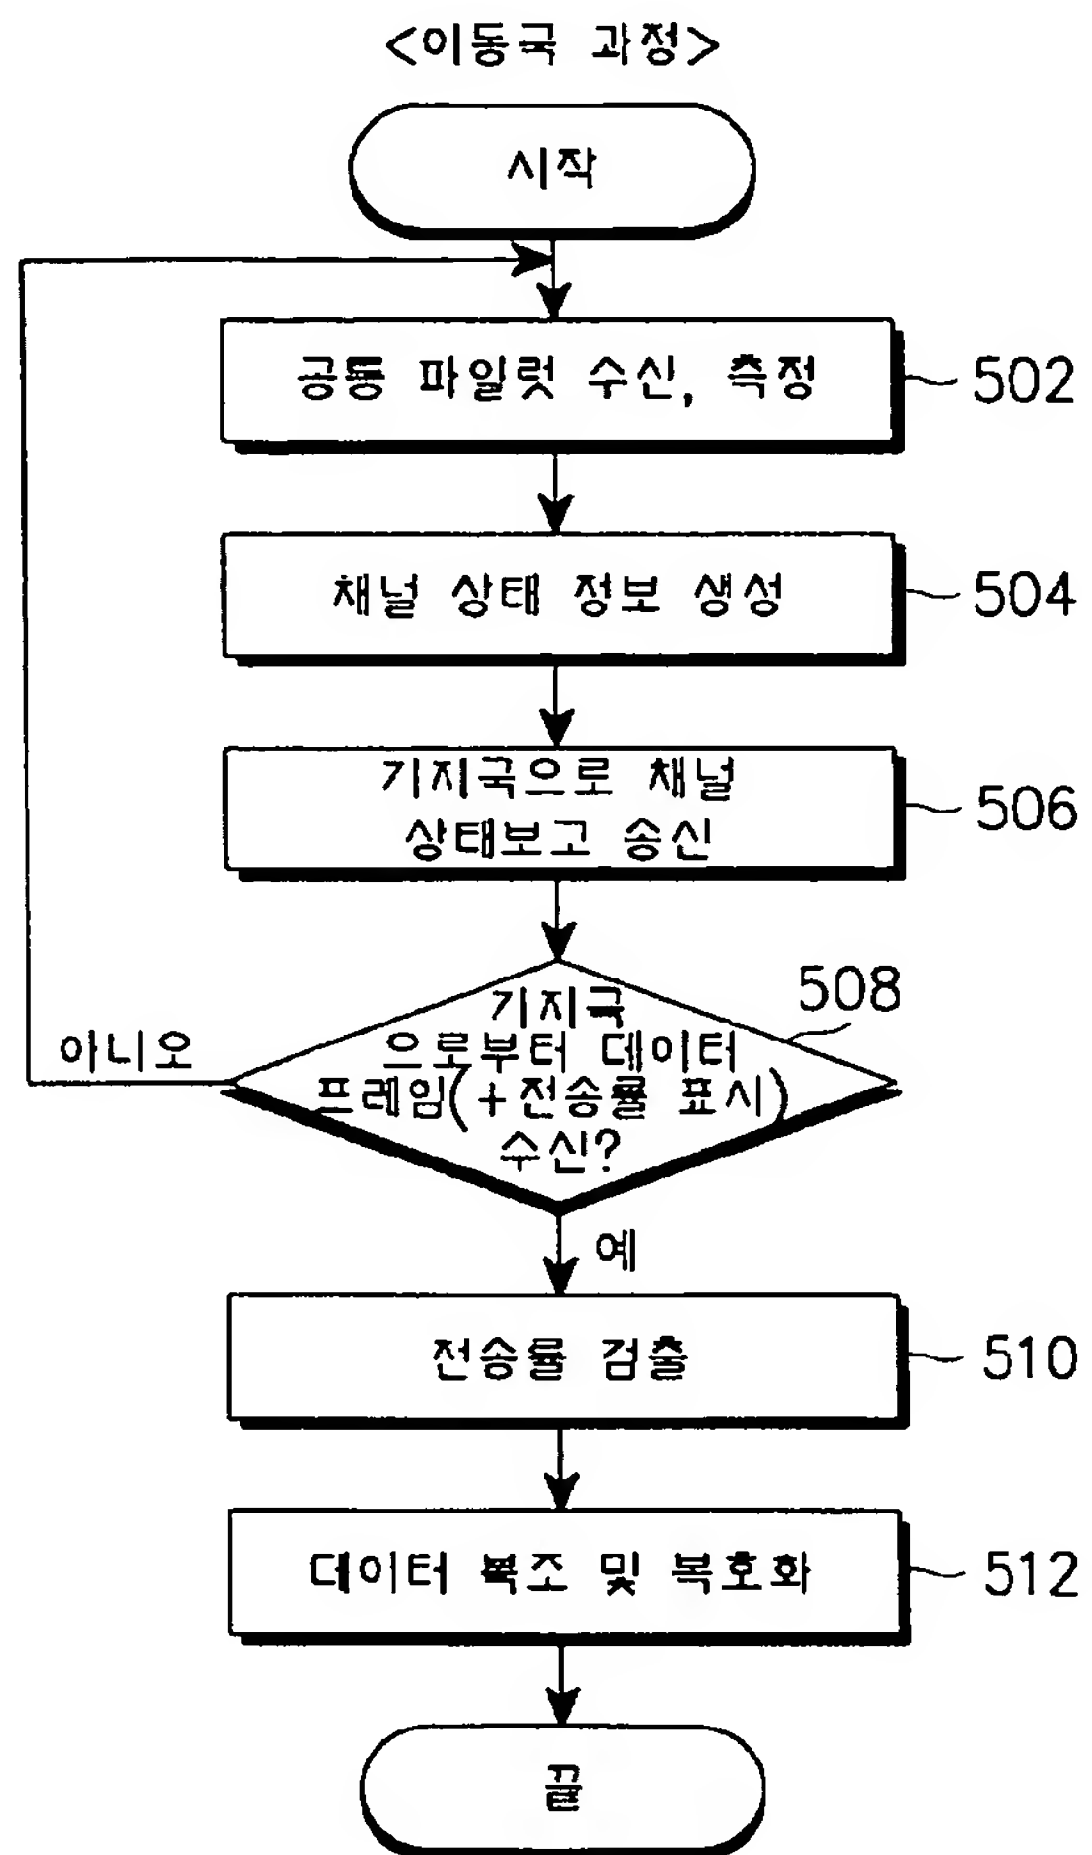 <이동국 과정>
시작
공통 파일럿 수신, 측정
502
채널 상태 정보 생성
504
기지국으로 채널
상태보고 송신
506
508
기지국
으로부터 데이터
프레임(+전송률 표시)
수신?
아니오
예
전송률 검출
510
데이터 복조 및 복호화
512
끝